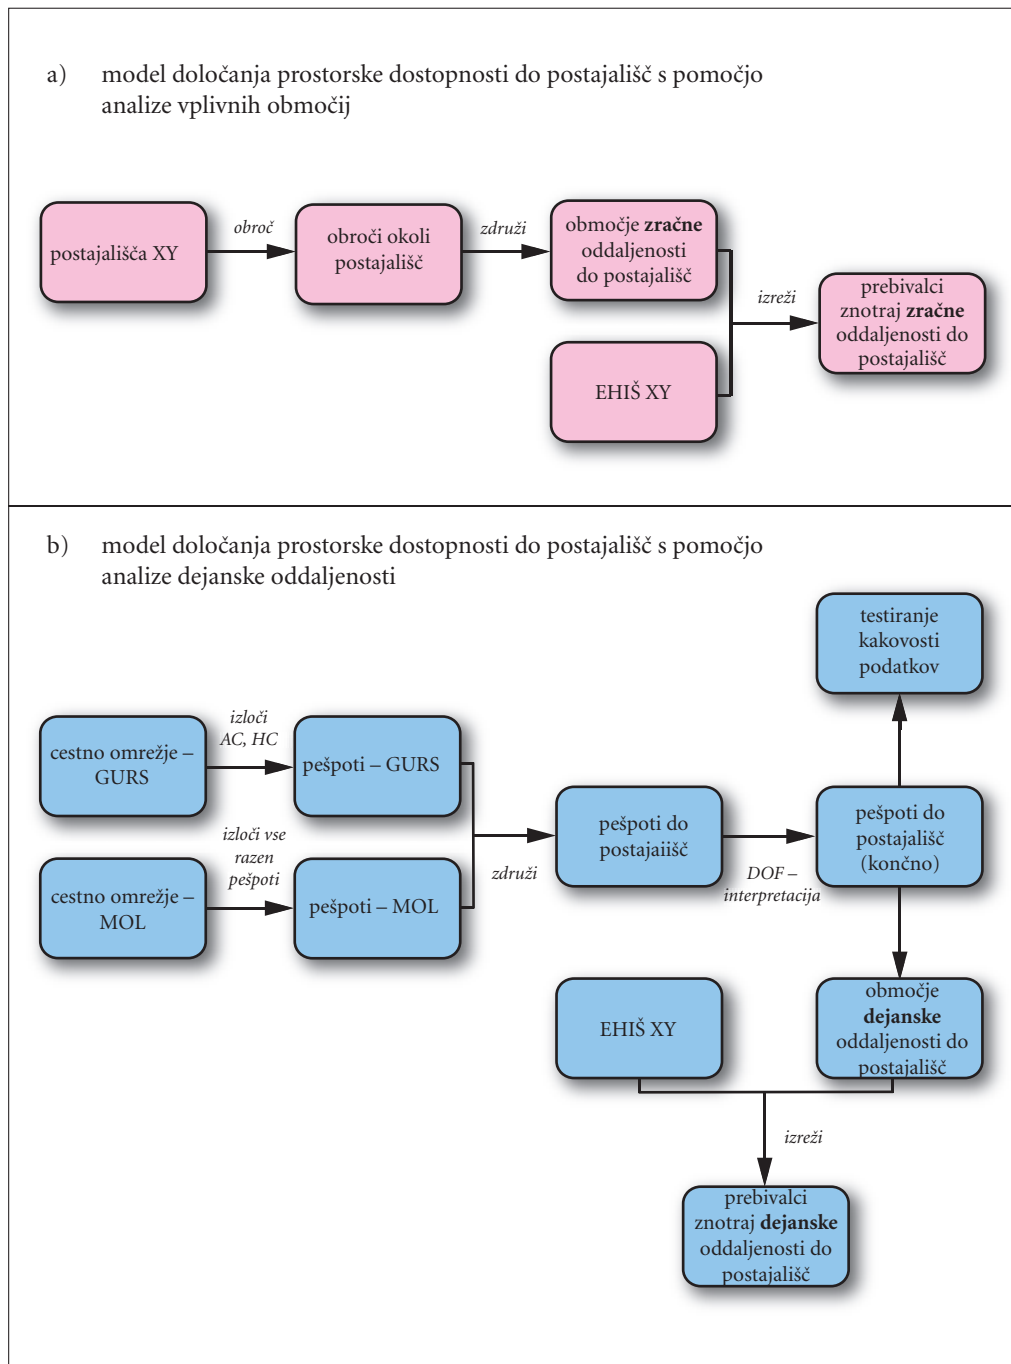 a) model določanja prostorske dostopnosti do postajališč s pomočjo
analize vplivnih območij
postajališča XY
obroč
obroči okoli
postajališč
združi
območje zračne
oddaljenosti
do postajališč
EHIŠ XY
izreži
prebivalci
znotraj zračne
oddaljenosti do
postajališč
b) model določanja prostorske dostopnosti do postajališč s pomočjo
analize dejanske oddaljenosti
testiranje
kakovosti
podatkov
cestno omrežje –
GURS
izloči
AC, HC
pešpoti – GURS
cestno omrežje –
MOL
izloči vse
razen
pešpoti
pešpoti – MOL
združi
pešpoti do
postajaiišč
DOF –
interpretacija
pešpoti do
postajališč
(končno)
EHIŠ XY
območje
dejanske
oddaljenosti do
postajališč
izreži
prebivalci
znotraj dejanske
oddaljenosti do
postajališč